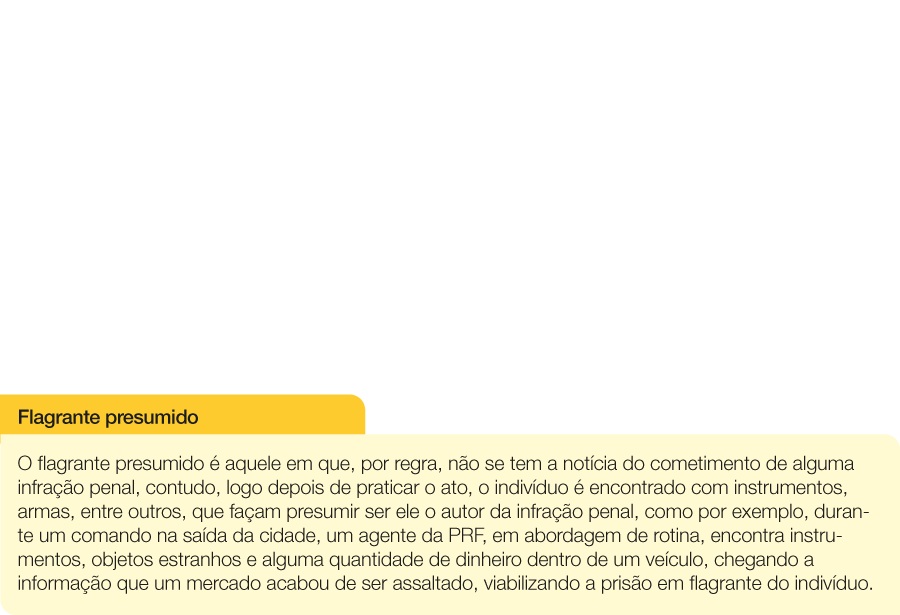 Flagrante presumido
O flagrante presumido é aquele em que, por regra, não se tem a notícia do cometimento de alguma
infração penal, contudo, logo depois de praticar o ato, o indivíduo é encontrado com instrumentos,
armas, entre outros, que façam presumir ser ele o autor da infração penal, como por exemplo, duran-
te um comando na saída da cidade, um agente da PRF, em abordagem de rotina, encontra instru-
mentos, objetos estranhos e alguma quantidade de dinheiro dentro de um veículo, chegando a
informação que um mercado acabou de ser assaltado, viabilizando a prisão em flagrante do indivíduo.